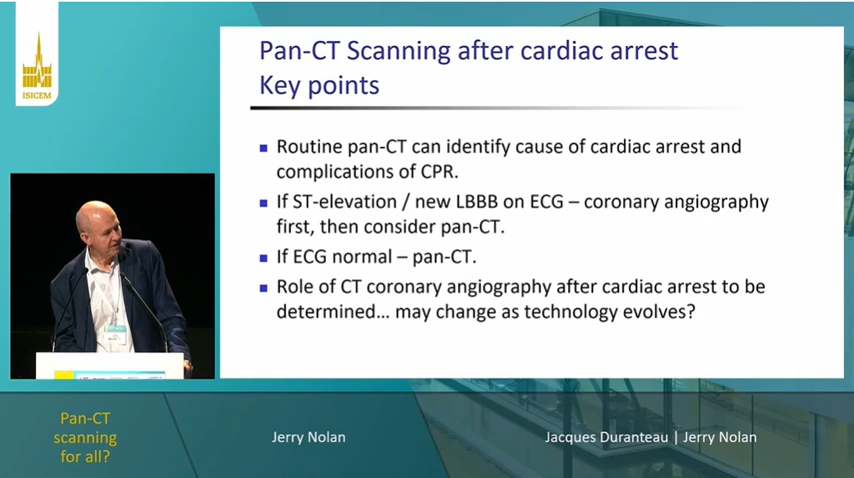 ISICEM
Pan-CT Scanning after cardiac arrest
Key points
Routine pan-CT can identify cause of cardiac arrest and
complications of CPR.
If ST-elevation / new LBBB on ECG – coronary angiography
first, then consider pan-CT.
If ECG normal – pan-CT.
Role of CT coronary angiography after cardiac arrest to be
determined... may change as technology evolves?
Pan-CT
scanning
for all?
Jerry Nolan
Jacques Duranteau | Jerry Nolan